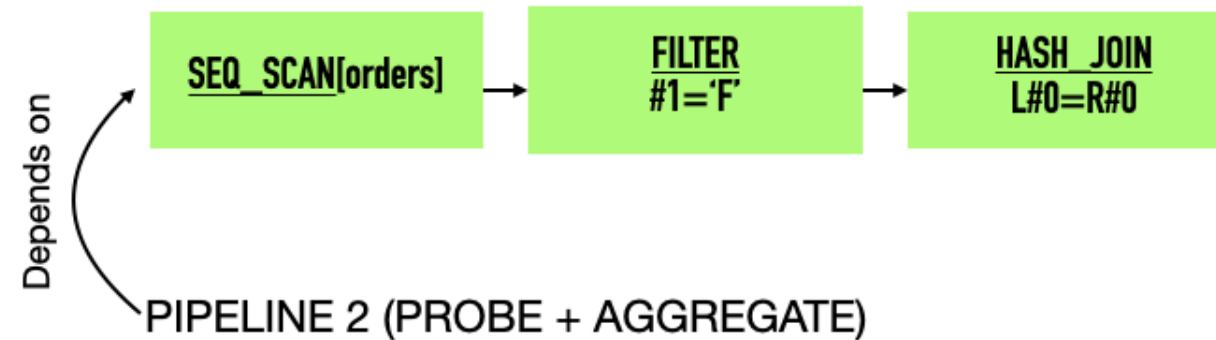 SEQ_SCAN[orders]
FILTER
#1=‘F’
HASH_JOIN
L#0=R#0
Depends on
PIPELINE 2 (PROBE + AGGREGATE)